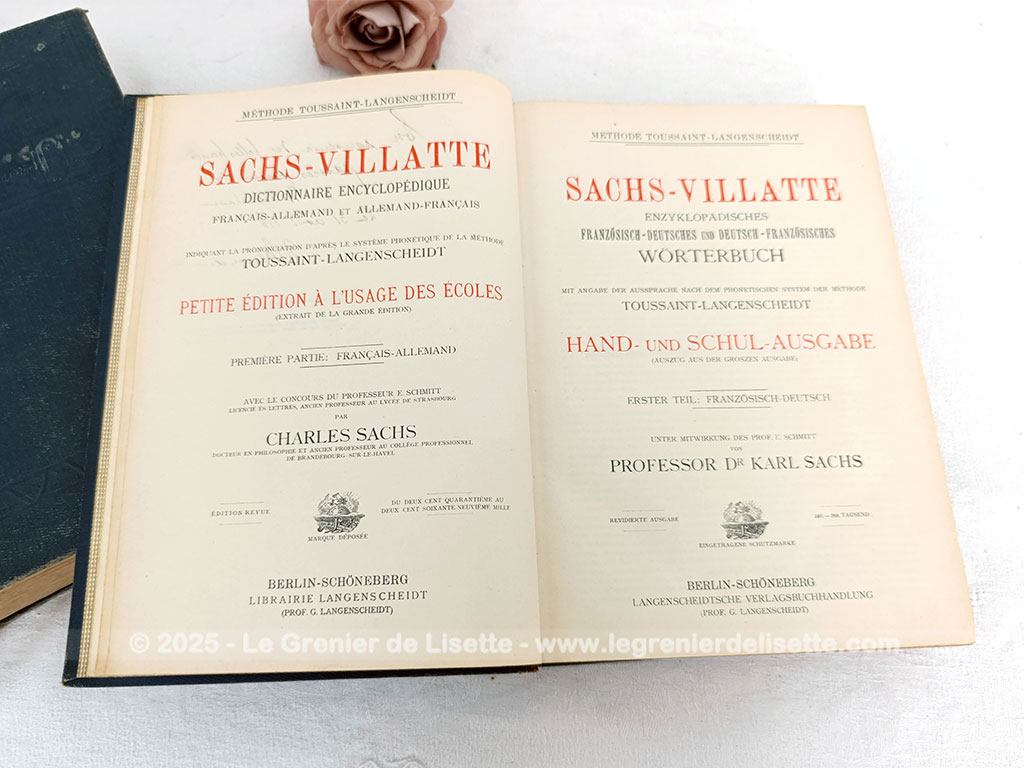 MÉTHODE TOUSSAINT-LANGENSCHEIDT
SACHS-VILLATTE
DICTIONNAIRE ENCYCLOPÉDIQUE
FRANÇAIS-ALLEMAND ET ALLEMAND-FRANÇAIS
INDIQUANT LA PRONONCIATION D'APRÈS LE SYSTÈME PHONÉTIQUE DE LA MÉTHODE
TOUSSAINT-LANGENSCHEIDT
PETITE ÉDITION À L'USAGE DES ÉCOLES
(EXTRAIT DE LA GRANDE ÉDITION)
PREMIÈRE PARTIE: FRANÇAIS-ALLEMAND
AVEC LE CONCOURS DU PROFESSEUR E. SCHMITT
LICENCIÉ ÈS LETTRES, ANCIEN PROFESSEUR AU LYCÉE DE STRASBOURG
PAR
CHARLES SACHS
DOCTEUR EN PHILOSOPHIE ET ANCIEN PROFESSEUR AU COLLÈGE PROFESSIONNEL
DE BRANDEBOURG-SUR-LE-HAVEL
ÉDITION REVUE
DU DEUX CENT QUARANTIÈME AU
DEUX CENT SOIXANTE-NEUVIÈME MILLE
MARQUE DÉPOSÉE
BERLIN-SCHÖNEBERG
LIBRAIRIE LANGENSCHEIDT
(PROF. G. LANGENSCHEIDT)
MÉTHODE TOUSSAINT-LANGENSCHEIDT
SACHS-VILLATTE
ENZYKLOPÄDISCHES
FRANZÖSISCH-DEUTSCHES UND DEUTSCH-FRANZÖSISCHES
WÖRTERBUCH
MIT ANGABE DER AUSSPRACHE NACH DEM PHONETISCHEN SYSTEM DER METHODE
TOUSSAINT-LANGENSCHEIDT
HAND- UND SCHUL-AUSGABE
(AUSZUG AUS DER GROSZEN AUSGABE)
ERSTER TEIL: FRANZÖSISCH-DEUTSCH
UNTER MITWIRKUNG DES PROF. E. SCHMITT
VON
PROFESSOR DR KARL SACHS
REVIDIERTE AUSGABE
240.—269. TAUSEND
EINGETRAGENE SCHUTZMARKE
BERLIN-SCHÖNEBERG
LANGENSCHEIDTSCHE VERLAGSBUCHHANDLUNG
(PROF. G. LANGENSCHEIDT)
© 2025 - Le Grenier de Lisette - www.legrenierdelisette.com